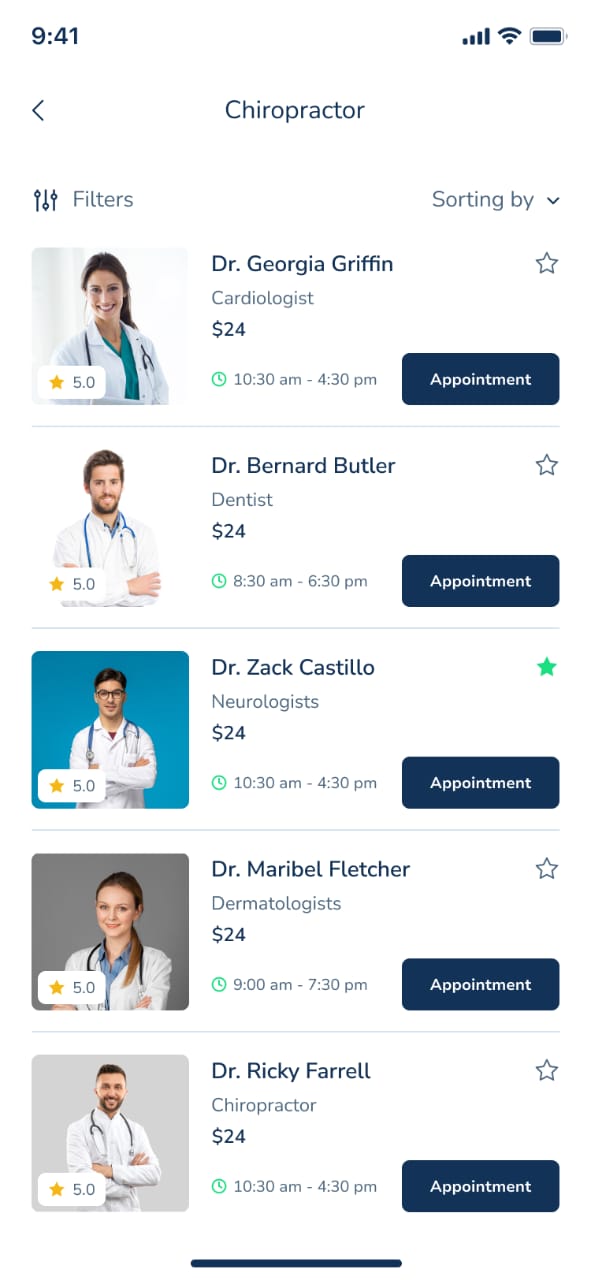 9:41
Chiropractor
Filters
Sorting by
Dr. Georgia Griffin
Cardiologist
$24
5.0
10:30 am - 4:30 pm
Appointment
Dr. Bernard Butler
Dentist
$24
5.0
8:30 am - 6:30 pm
Appointment
Dr. Zack Castillo
Neurologists
$24
5.0
10:30 am - 4:30 pm
Appointment
Dr. Maribel Fletcher
Dermatologists
$24
5.0
9:00 am - 7:30 pm
Appointment
Dr. Ricky Farrell
Chiropractor
$24
5.0
10:30 am - 4:30 pm
Appointment